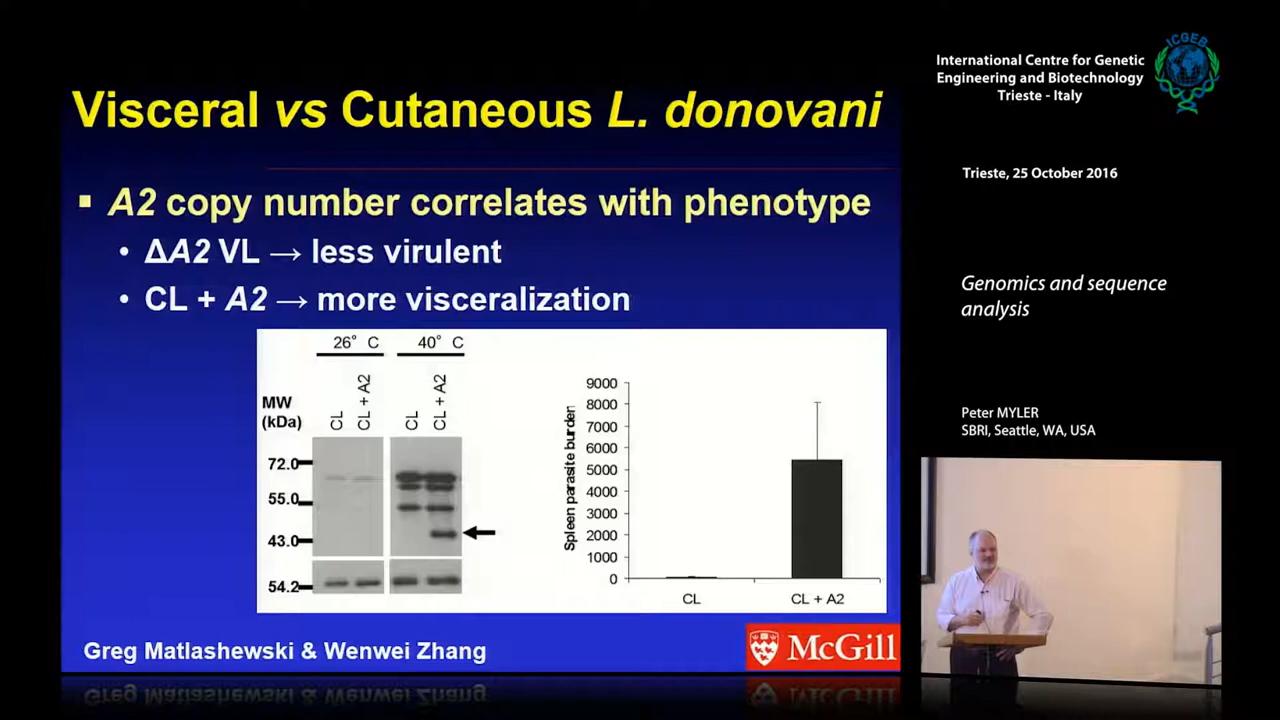 Visceral vs Cutaneous L. donovani
▪ A2 copy number correlates with phenotype
• ΔA2 VL → less virulent
• CL + A2 → more visceralization
26° C 40° C
CL CL + A2 CL CL + A2
MW
(kDa)
72.0
55.0
43.0
54.2
Spleen parasite burden
9000
8000
7000
6000
5000
4000
3000
2000
1000
0
CL CL + A2
Greg Matlashewski & Wenwei Zhang
McGill
ICGEB
International Centre for Genetic
Engineering and Biotechnology
Trieste - Italy
Trieste, 25 October 2016
Genomics and sequence
analysis
Peter MYLER
SBRI, Seattle, WA, USA